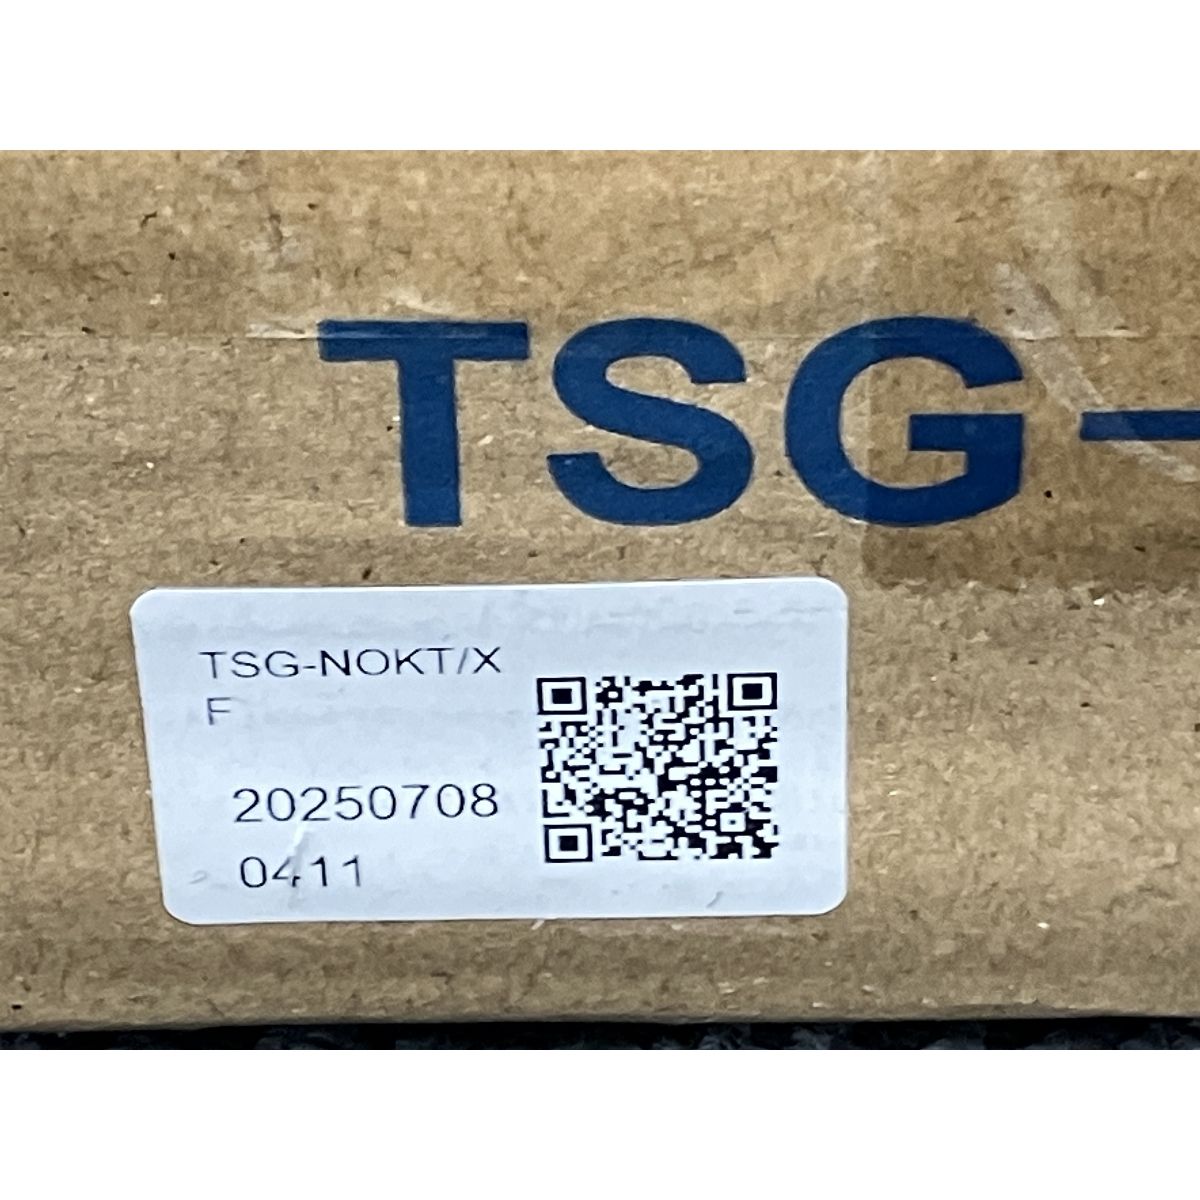 TSG-
TSG-NOKT/X
F
20250708
0411